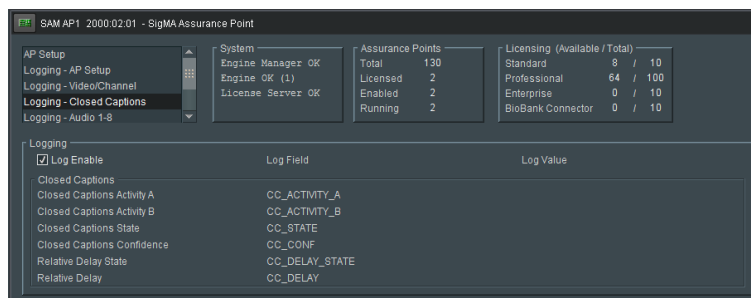 SAM AP1 2000:02:01 - SigMA Assurance Point
AP Setup
Logging - AP Setup
Logging - Video/Channel
Logging - Closed Captions
Logging - Audio 1-8
System
Engine Manager OK
Engine OK (1)
License Server OK
Assurance Points
Total 130
Licensed 2
Enabled 2
Running 2
Licensing (Available / Total)
Standard 8 / 10
Professional 64 / 100
Enterprise 0 / 10
BioBank Connector 0 / 10
Logging
Log Enable Log Field Log Value
Closed Captions
Closed Captions Activity A CC_ACTIVITY_A
Closed Captions Activity B CC_ACTIVITY_B
Closed Captions State CC_STATE
Closed Captions Confidence CC_CONF
Relative Delay State CC_DELAY_STATE
Relative Delay CC_DELAY